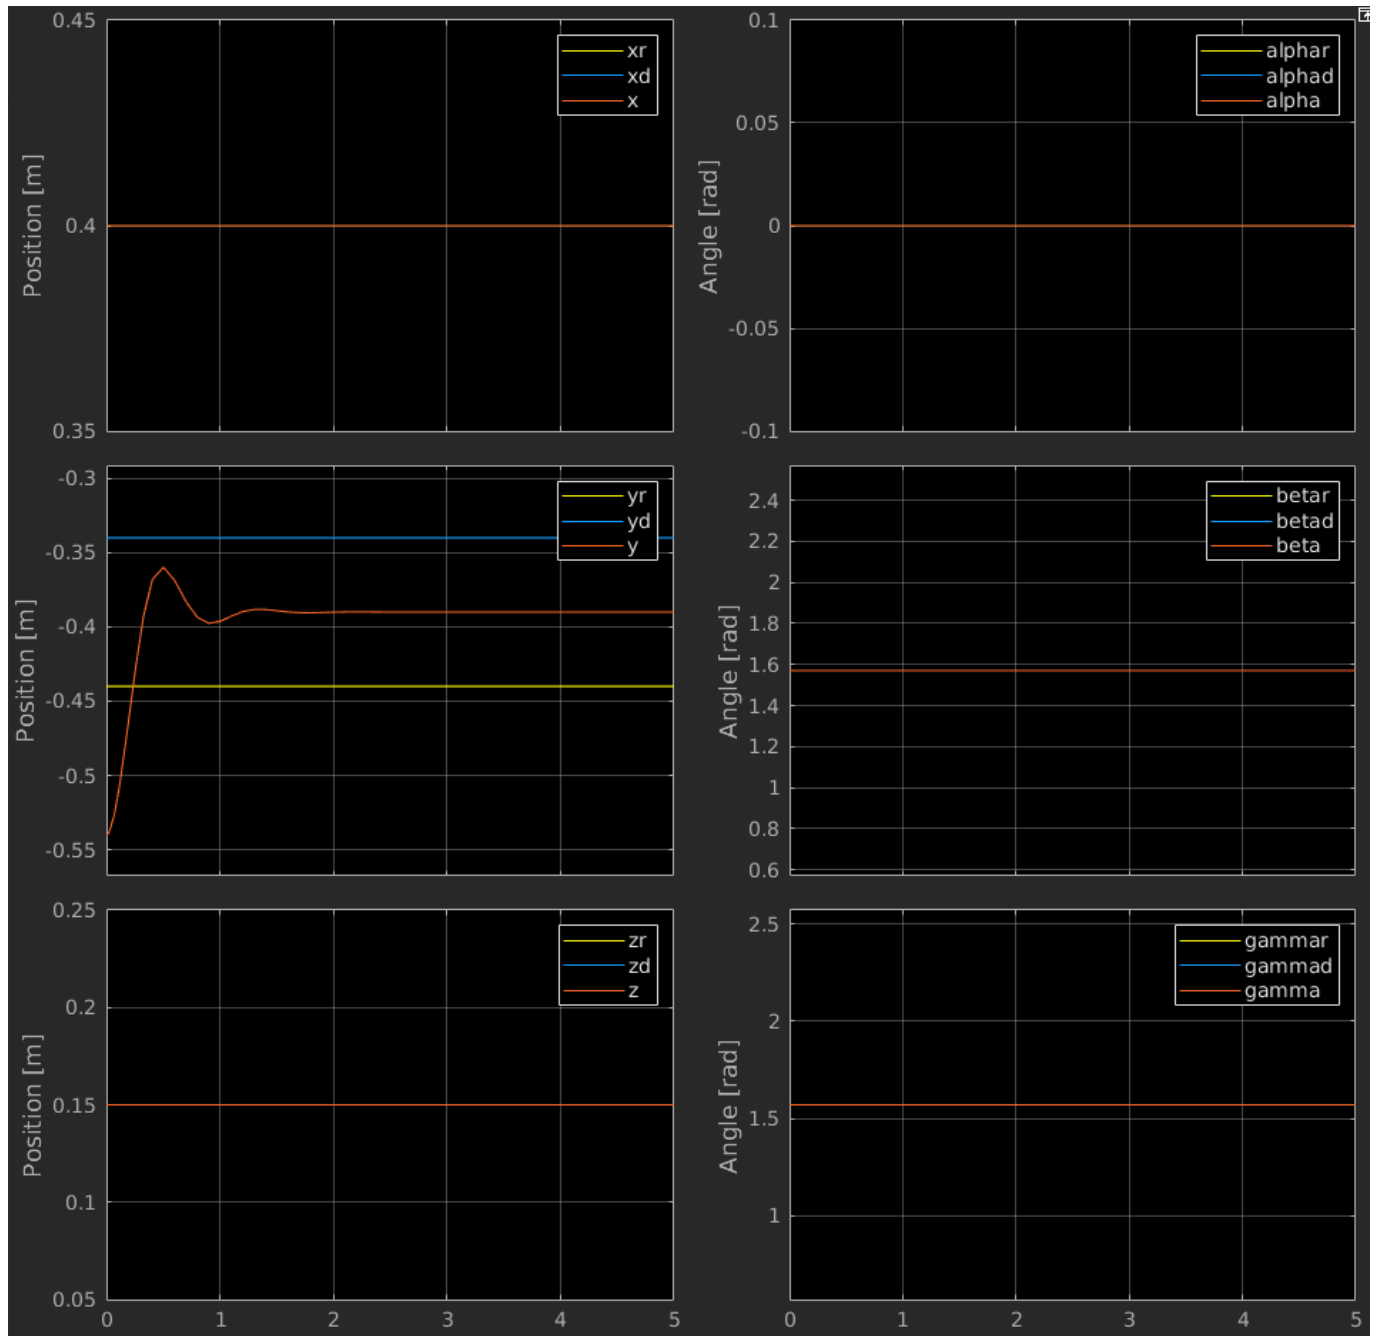 0.45
0.4
0.35
Position [m]
xr
xd
x
0.1
0.05
0
-0.05
-0.1
Angle [rad]
alphar
alphad
alpha
-0.3
-0.35
-0.4
-0.45
-0.5
-0.55
Position [m]
yr
yd
y
2.4
2.2
2
1.8
1.6
1.4
1.2
1
0.8
0.6
Angle [rad]
betar
betad
beta
0.25
0.2
0.15
0.1
0.05
Position [m]
zr
zd
z
0 1 2 3 4 5
2.5
2
1.5
1
Angle [rad]
gammar
gammad
gamma
0 1 2 3 4 5